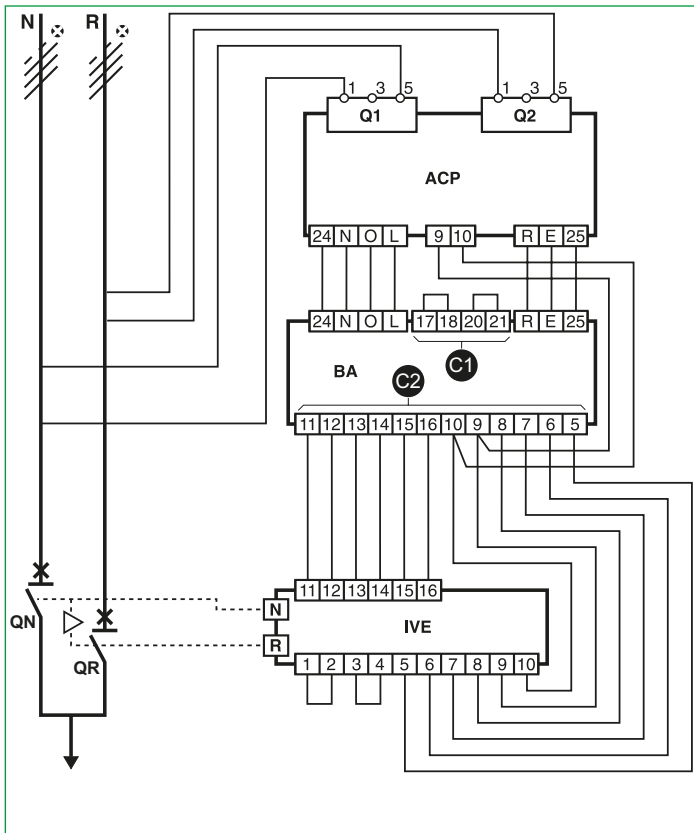 N R
1 3 5 1 3 5
Q1 Q2
ACP
24 N O L 9 10 R E 25
24 N O L 17 18 20 21 R E 25
BA C1
C2
11 12 13 14 15 16 10 9 8 7 6 5
11 12 13 14 15 16
N
QN IVE
R
QR
1 2 3 4 5 6 7 8 9 10